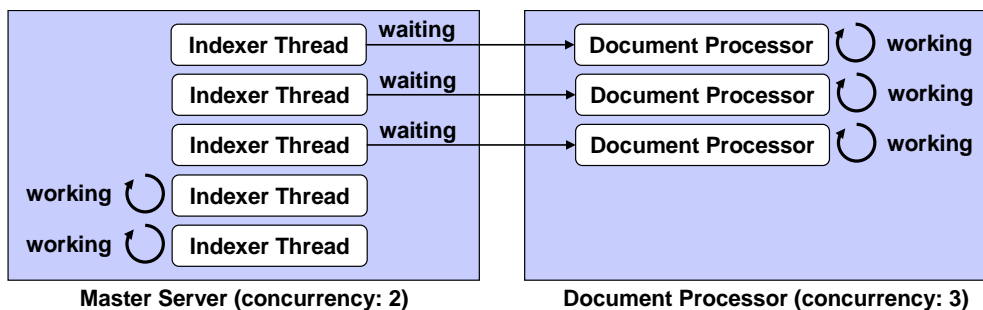 Indexer Thread waiting Document Processor working
Indexer Thread waiting Document Processor working
Indexer Thread waiting Document Processor working
working Indexer Thread
working Indexer Thread
Master Server (concurrency: 2) Document Processor (concurrency: 3)